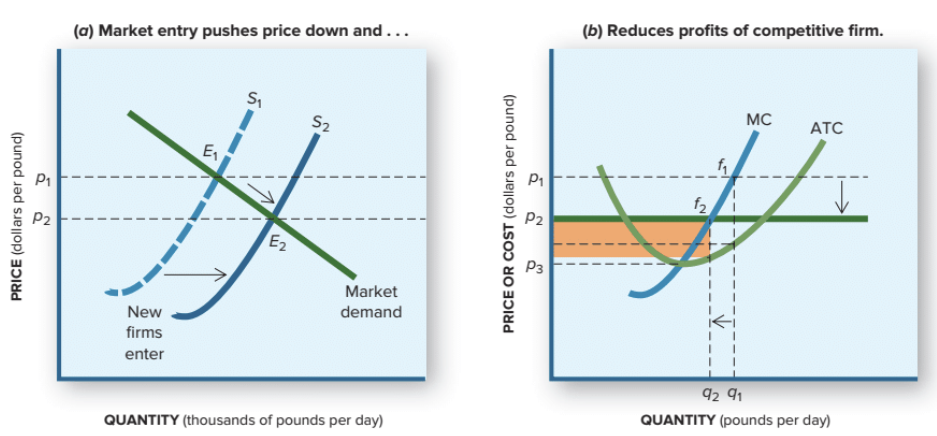 (a) Market entry pushes price down and . . .
PRICE (dollars per pound)
S1
S2
E1
p1
p2
E2
New
firms
enter
Market
demand
QUANTITY (thousands of pounds per day)
(b) Reduces profits of competitive firm.
PRICE OR COST (dollars per pound)
MC
ATC
f1
p1
f2
p2
p3
q2 q1
QUANTITY (pounds per day)